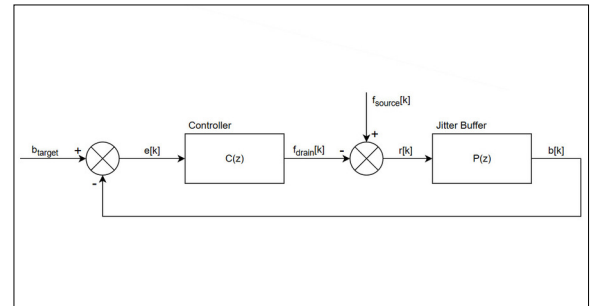 f_source[k]
Controller
Jitter Buffer
b_target
+
e[k]
C(z)
f_drain[k]
-
+
r[k]
P(z)
b[k]
-